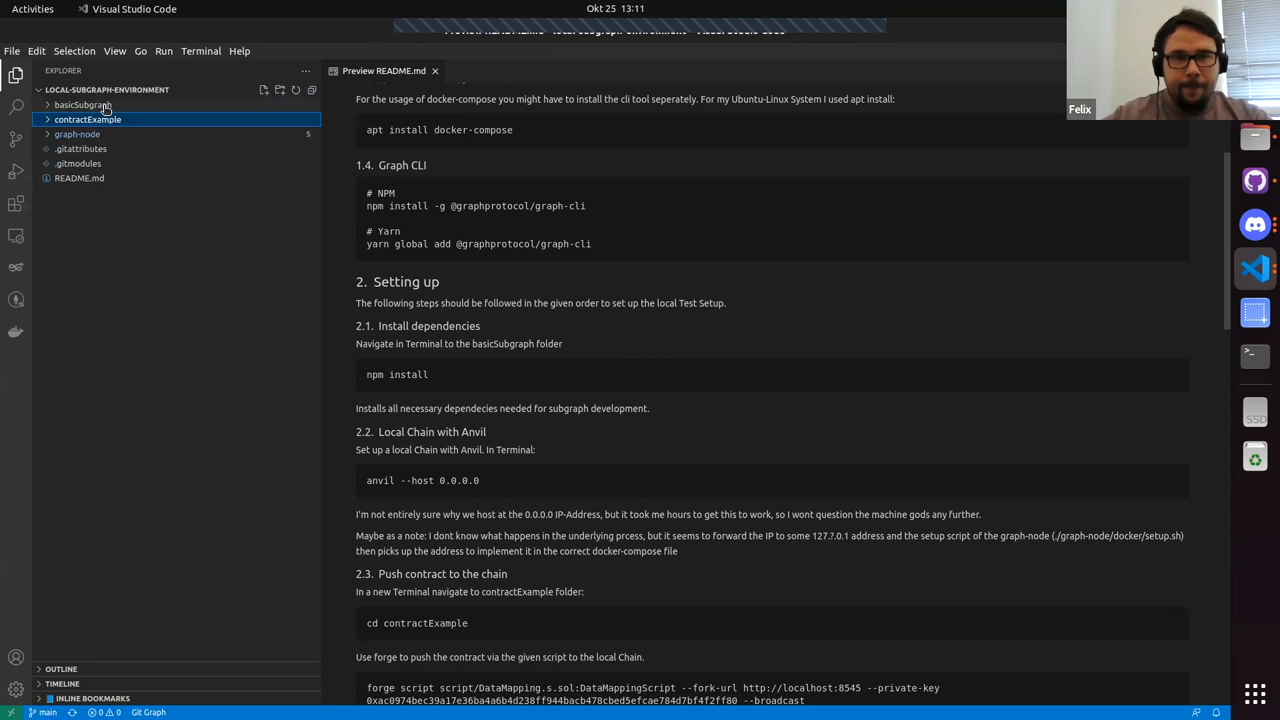 Activities
Visual Studio Code
Okt 25 13:11
File Edit Selection View Go Run Terminal Help
EXPLORER
LOCAL-SUBGRAPH-ENVIRONMENT
basicSubgraph
contractExample
graph-node
S
.gitattributes
.gitmodules
README.md
OUTLINE
TIMELINE
INLINE BOOKMARKS
main
0 0
Git Graph
Preview README.md
For the usage of docker-compose you might have to install the cli tool seperately. For my Ubuntu-Linux System I used apt install:
apt install docker-compose
1.4. Graph CLI
# NPM
npm install -g @graphprotocol/graph-cli
# Yarn
yarn global add @graphprotocol/graph-cli
2. Setting up
The following steps should be followed in the given order to set up the local Test Setup.
2.1. Install dependencies
Navigate in Terminal to the basicSubgraph folder
npm install
Installs all necessary dependecies needed for subgraph development.
2.2. Local Chain with Anvil
Set up a local Chain with Anvil. In Terminal:
anvil --host 0.0.0.0
I'm not entirely sure why we host at the 0.0.0.0 IP-Address, but it took me hours to get this to work, so I wont question the machine gods any further.
Maybe as a note: I dont know what happens in the underlying prcess, but it seems to forward the IP to some 127.?.0.1 address and the setup script of the graph-node (./graph-node/docker/setup.sh)
then picks up the address to implement it in the correct docker-compose file
2.3. Push contract to the chain
In a new Terminal navigate to contractExample folder:
cd contractExample
Use forge to push the contract via the given script to the local Chain.
forge script script/DataMapping.s.sol:DataMappingScript --fork-url http://localhost:8545 --private-key
0xac0974bec39a17e36ba4a6b4d238ff944bacb478cbed5efcae784d7bf4f2ff80 --broadcast
Felix
SSD